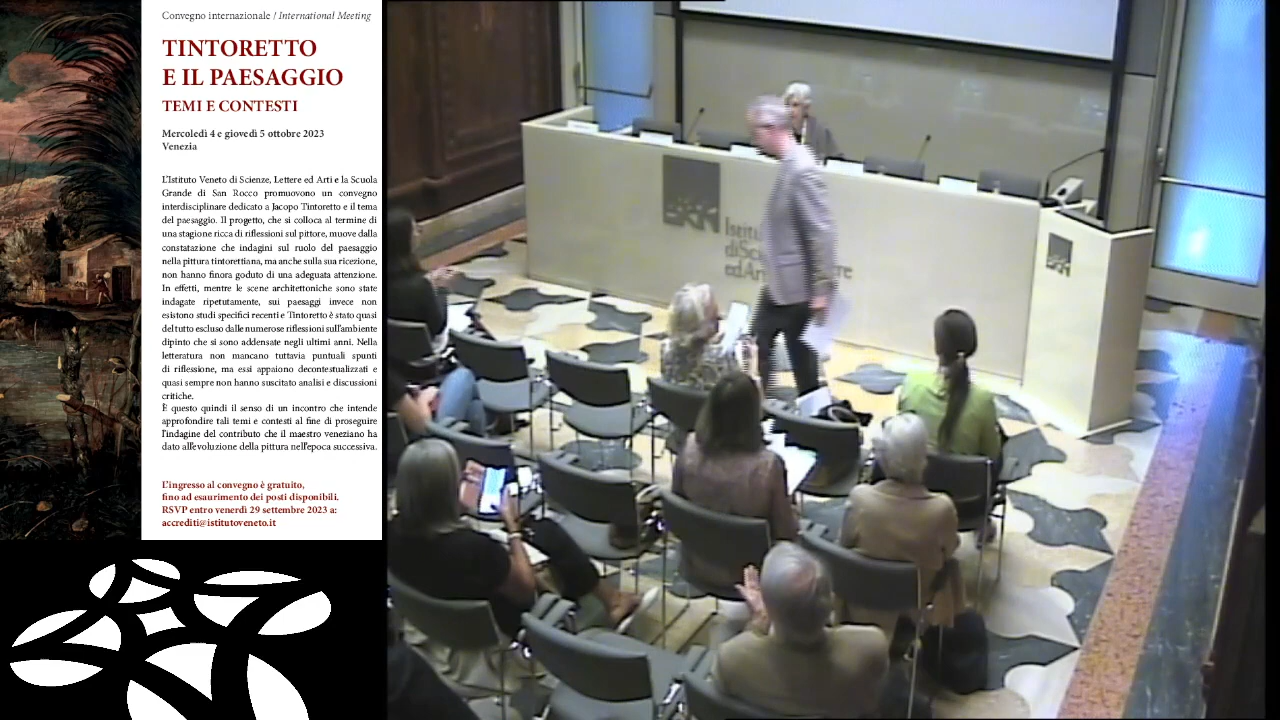 Convegno internazionale / International Meeting
TINTORETTO
E IL PAESAGGIO
TEMI E CONTESTI
Mercoledì 4 e giovedì 5 ottobre 2023
Venezia
L'Istituto Veneto di Scienze, Lettere ed Arti e la Scuola
Grande di San Rocco promuovono un convegno
interdisciplinare dedicato a Jacopo Tintoretto e il tema
del paesaggio. Il progetto, che si colloca al termine di
una stagione ricca di riflessioni sul pittore, muove dalla
constatazione che indagini sul ruolo del paesaggio
nella pittura tintorettiana, ma anche sulla sua ricezione,
non hanno finora goduto di una adeguata attenzione.
In effetti, mentre le scene architettoniche sono state
indagate ripetutamente, sui paesaggi invece non
esistono studi specifici recenti e Tintoretto è stato quasi
del tutto escluso dalle numerose riflessioni sull'ambiente
dipinto che si sono addensate negli ultimi anni. Nella
letteratura non mancano tuttavia puntuali spunti
di riflessione, ma essi appaiono decontestualizzati e
quasi sempre non hanno suscitato analisi e discussioni
critiche.
È questo quindi il senso di un incontro che intende
approfondire tali temi e contesti al fine di proseguire
l'indagine del contributo che il maestro veneziano ha
dato all'evoluzione della pittura nell'epoca successiva.
L'ingresso al convegno è gratuito,
fino ad esaurimento dei posti disponibili.
RSVP entro venerdì 29 settembre 2023 a:
accrediti@istitutoveneto.it
Istitu
diSc
ed Ar ere